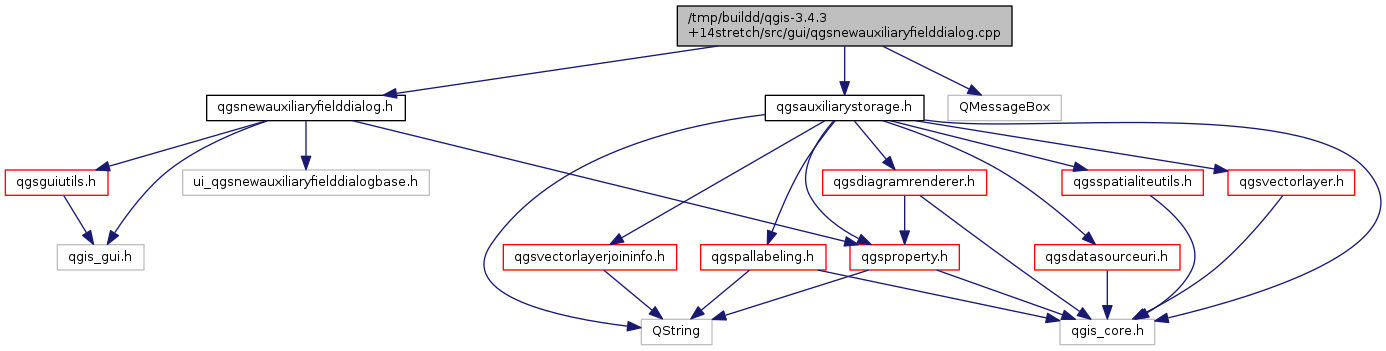 /tmp/buildd/qgis-3.4.3
+14stretch/src/gui/qgsnewauxiliaryfielddialog.cpp
qgsnewauxiliaryfielddialog.h
qgsauxiliarystorage.h
QMessageBox
qgsguiutils.h
ui_qgsnewauxiliaryfielddialogbase.h
qgsdiagramrenderer.h
qgsspatialiteutils.h
qgsvectorlayer.h
qgis_gui.h
qgsvectorlayerjoininfo.h
qgspallabeling.h
qgsproperty.h
qgsdatasourceuri.h
QString
qgis_core.h